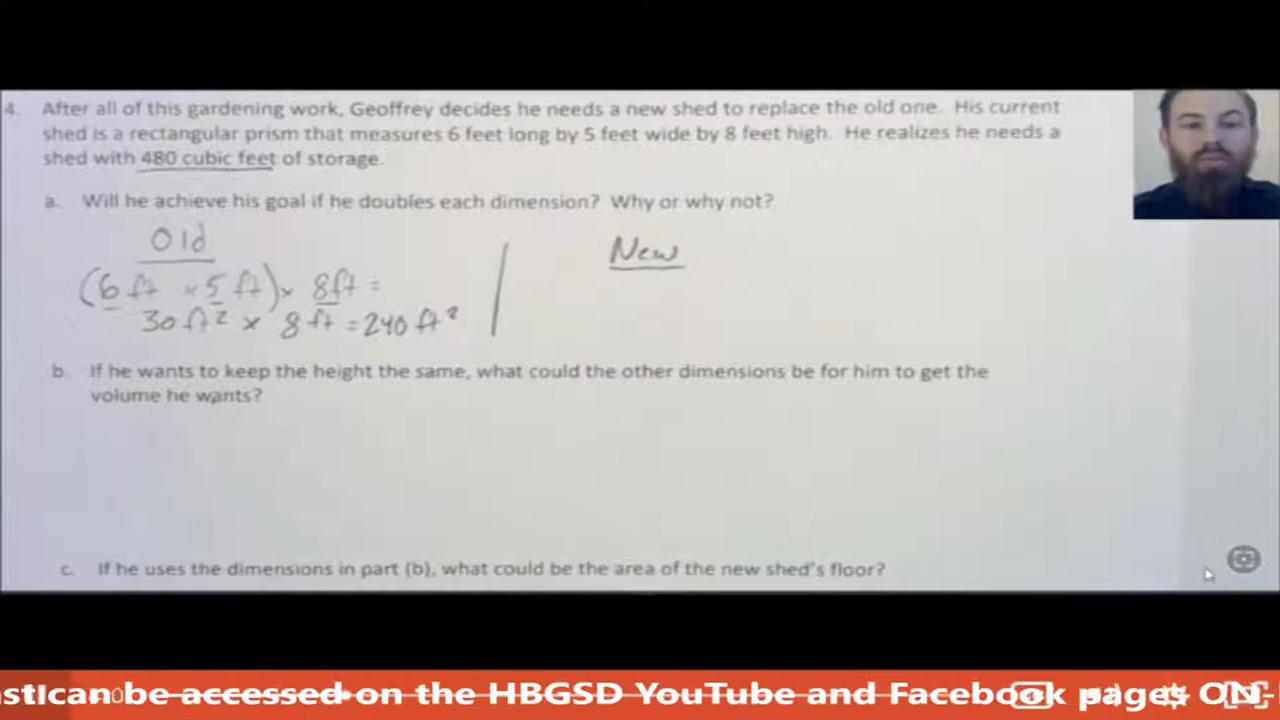 4. After all of this gardening work, Geoffrey decides he needs a new shed to replace the old one. His current
shed is a rectangular prism that measures 6 feet long by 5 feet wide by 8 feet high. He realizes he needs a
shed with 480 cubic feet of storage.
a. Will he achieve his goal if he doubles each dimension? Why or why not?
Old
(6 ft × 5 ft) × 8ft =
30 ft² × 8 ft = 240 ft³
New
b. If he wants to keep the height the same, what could the other dimensions be for him to get the
volume he wants?
c. If he uses the dimensions in part (b), what could be the area of the new shed's floor?
can be accessed on the HBGSD YouTube and Facebook pages ON-